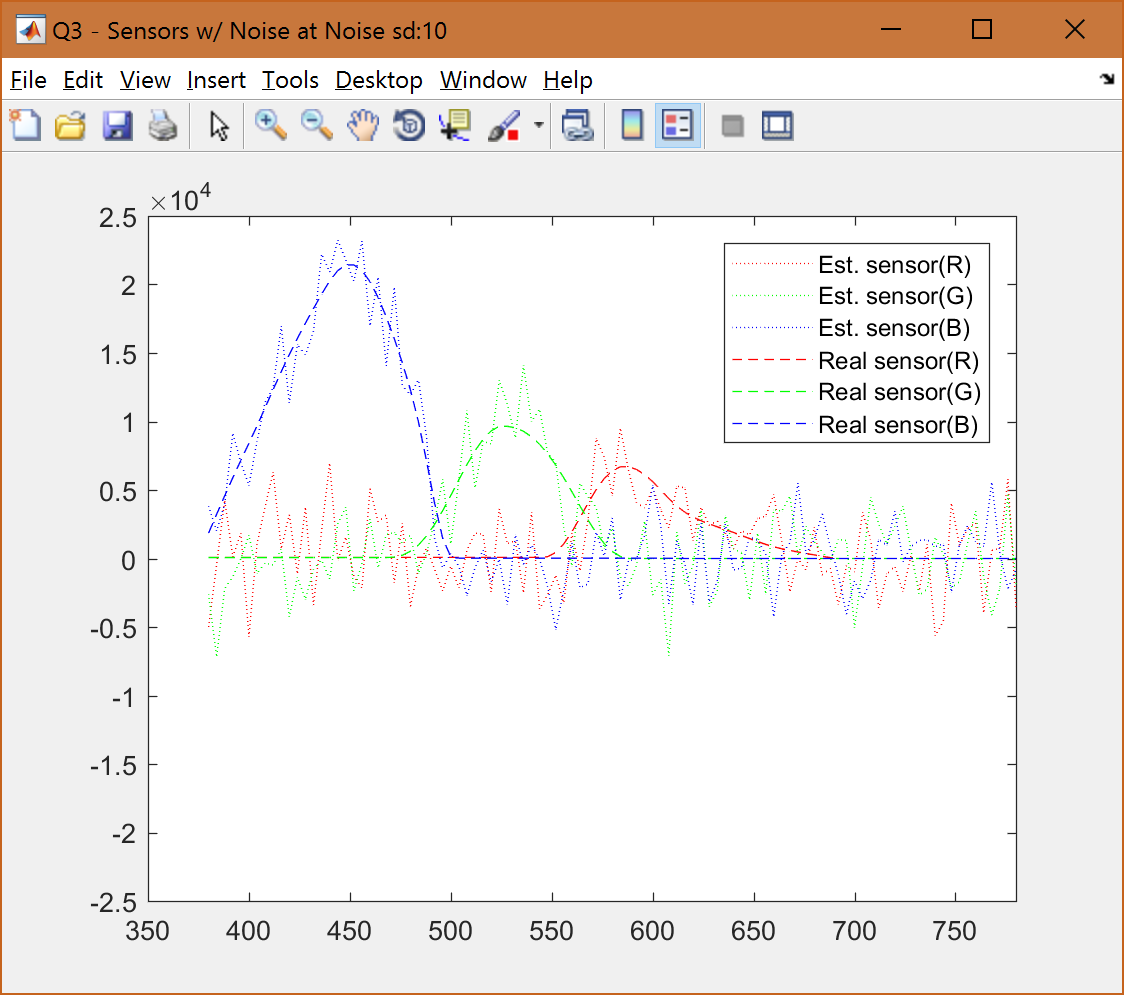 Q3 - Sensors w/ Noise at Noise sd:10
File Edit View Insert Tools Desktop Window Help
×10⁴
2.5
2
1.5
1
0.5
0
-0.5
-1
-1.5
-2
-2.5
350 400 450 500 550 600 650 700 750
Est. sensor(R)
Est. sensor(G)
Est. sensor(B)
Real sensor(R)
Real sensor(G)
Real sensor(B)